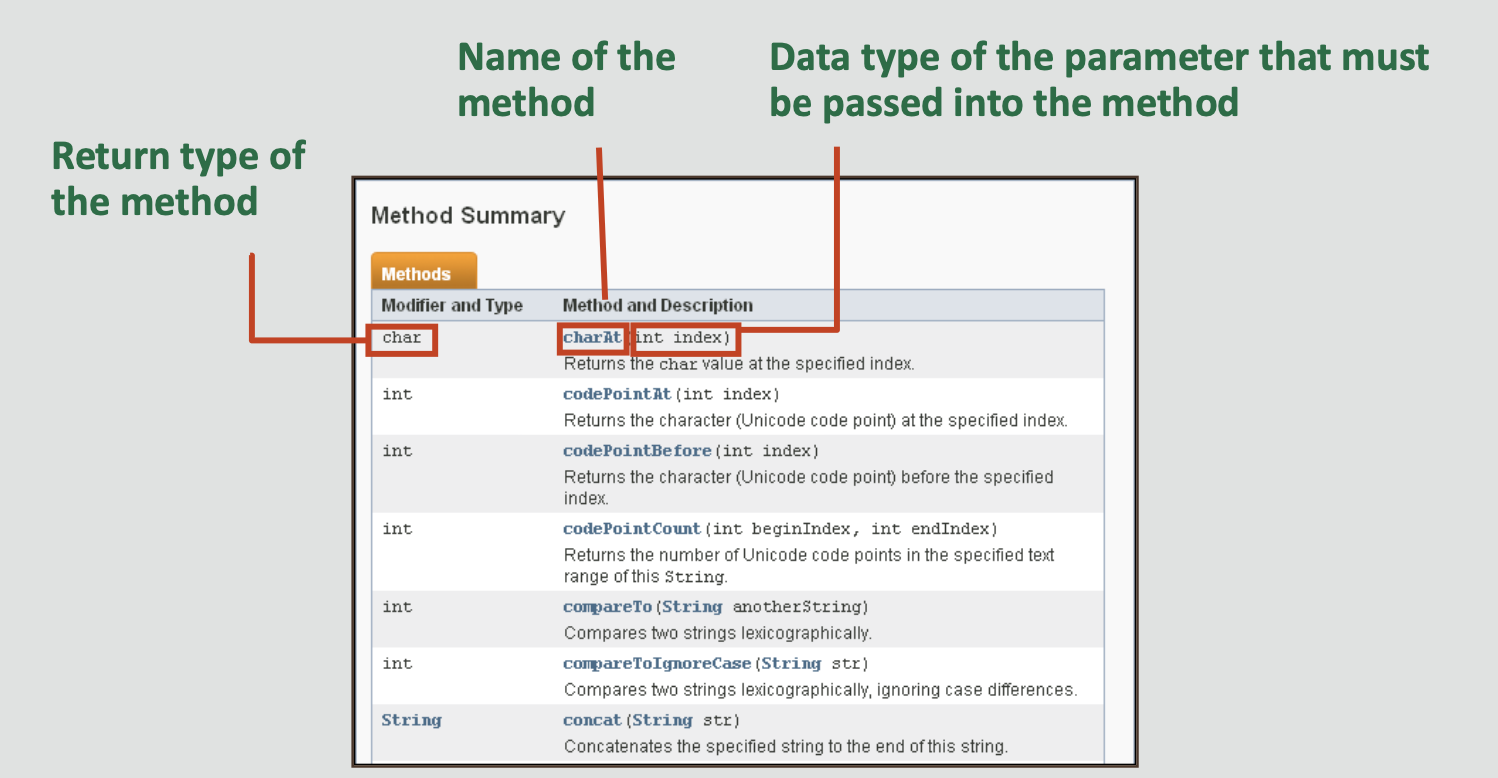 Name of the
method
Data type of the parameter that must
be passed into the method
Return type of
the method
Method Summary
Methods
Modifier and Type Method and Description
char charAt(int index)
Returns the char value at the specified index.
int codePointAt(int index)
Returns the character (Unicode code point) at the specified index.
int codePointBefore(int index)
Returns the character (Unicode code point) before the specified
index.
int codePointCount(int beginIndex, int endIndex)
Returns the number of Unicode code points in the specified text
range of this String.
int compareTo(String anotherString)
Compares two strings lexicographically.
int compareToIgnoreCase(String str)
Compares two strings lexicographically, ignoring case differences.
String concat(String str)
Concatenates the specified string to the end of this string.